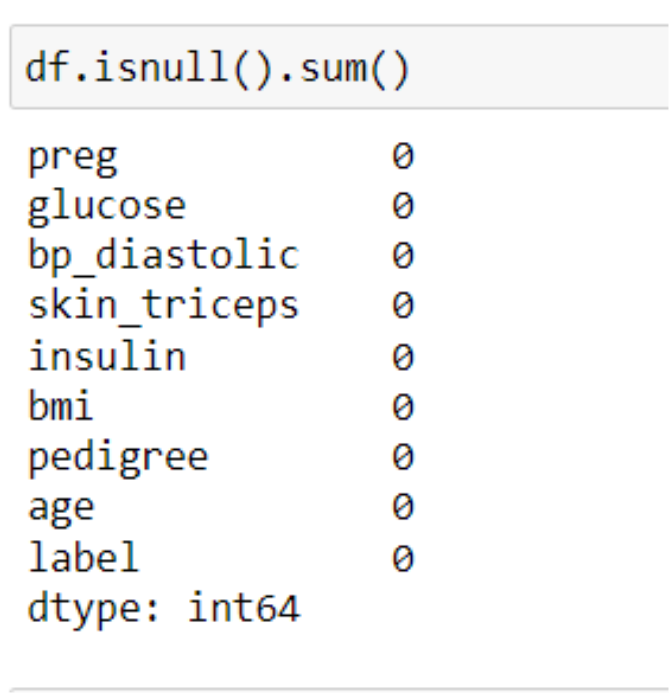 df.isnull().sum()
preg 0
glucose 0
bp_diastolic 0
skin_triceps 0
insulin 0
bmi 0
pedigree 0
age 0
label 0
dtype: int64